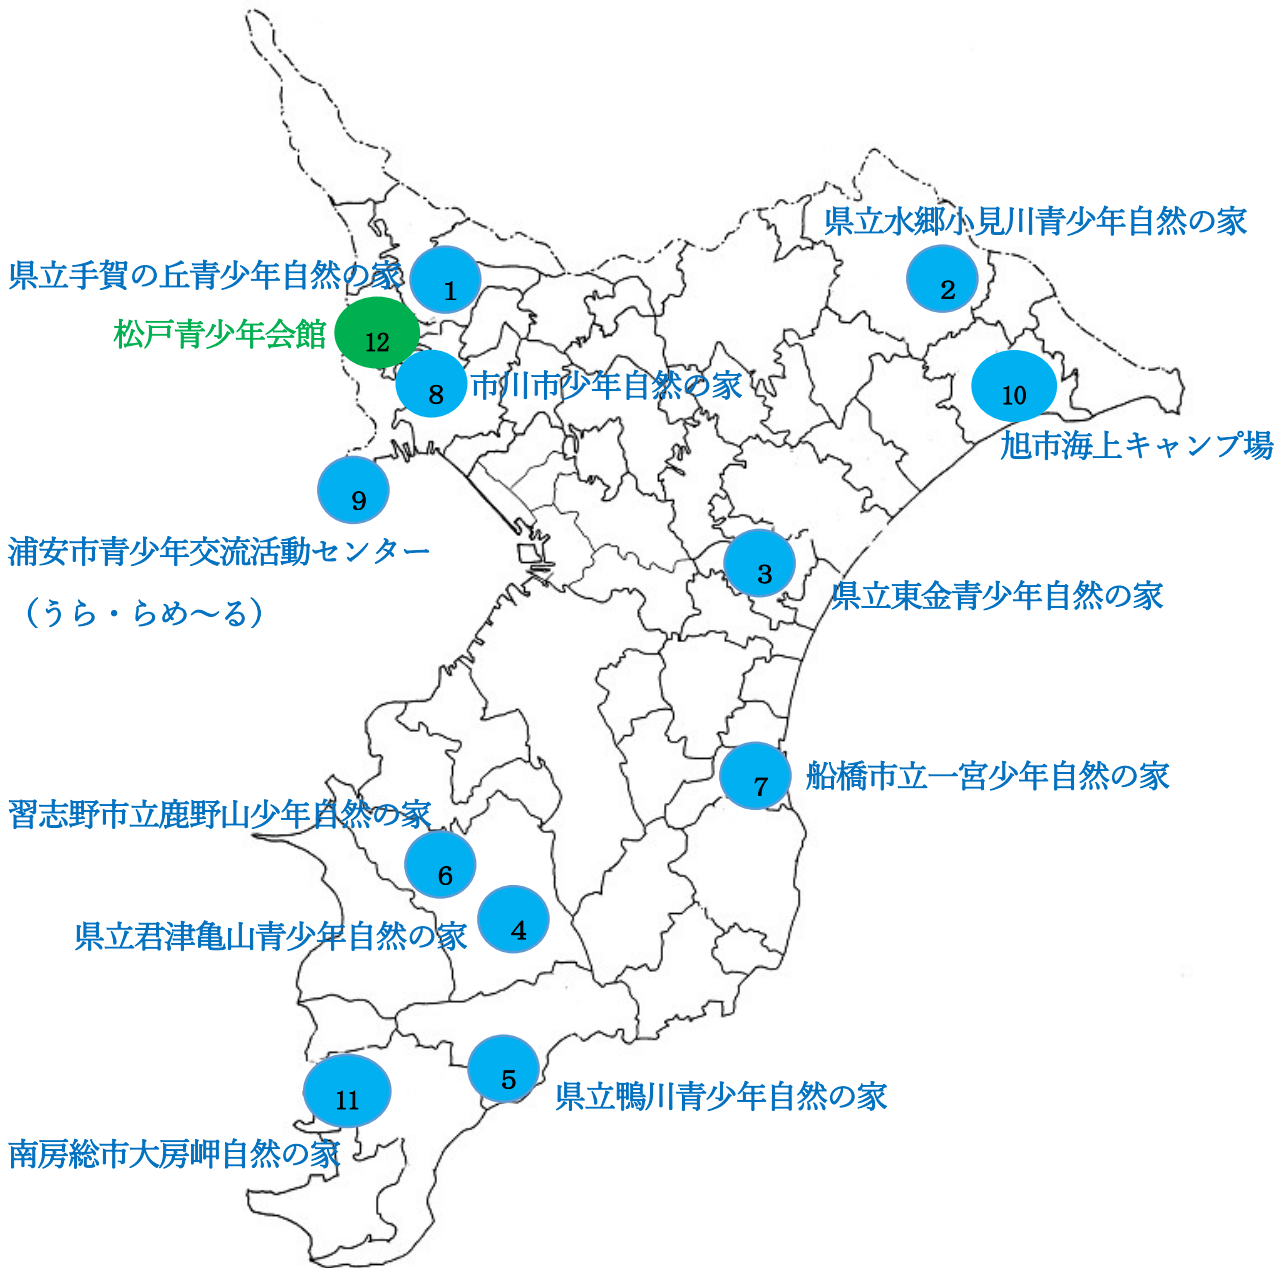 県立水郷小見川青少年自然の家
2
県立手賀の丘青少年自然の家
1
松戸青少年会館
12
8
市川市少年自然の家
10
旭市海上キャンプ場
9
浦安市青少年交流活動センター
（うら・らめ～る）
3
県立東金青少年自然の家
7
船橋市立一宮少年自然の家
習志野市立鹿野山少年自然の家
6
4
県立君津亀山青少年自然の家
5
県立鴨川青少年自然の家
11
南房総市大房岬自然の家